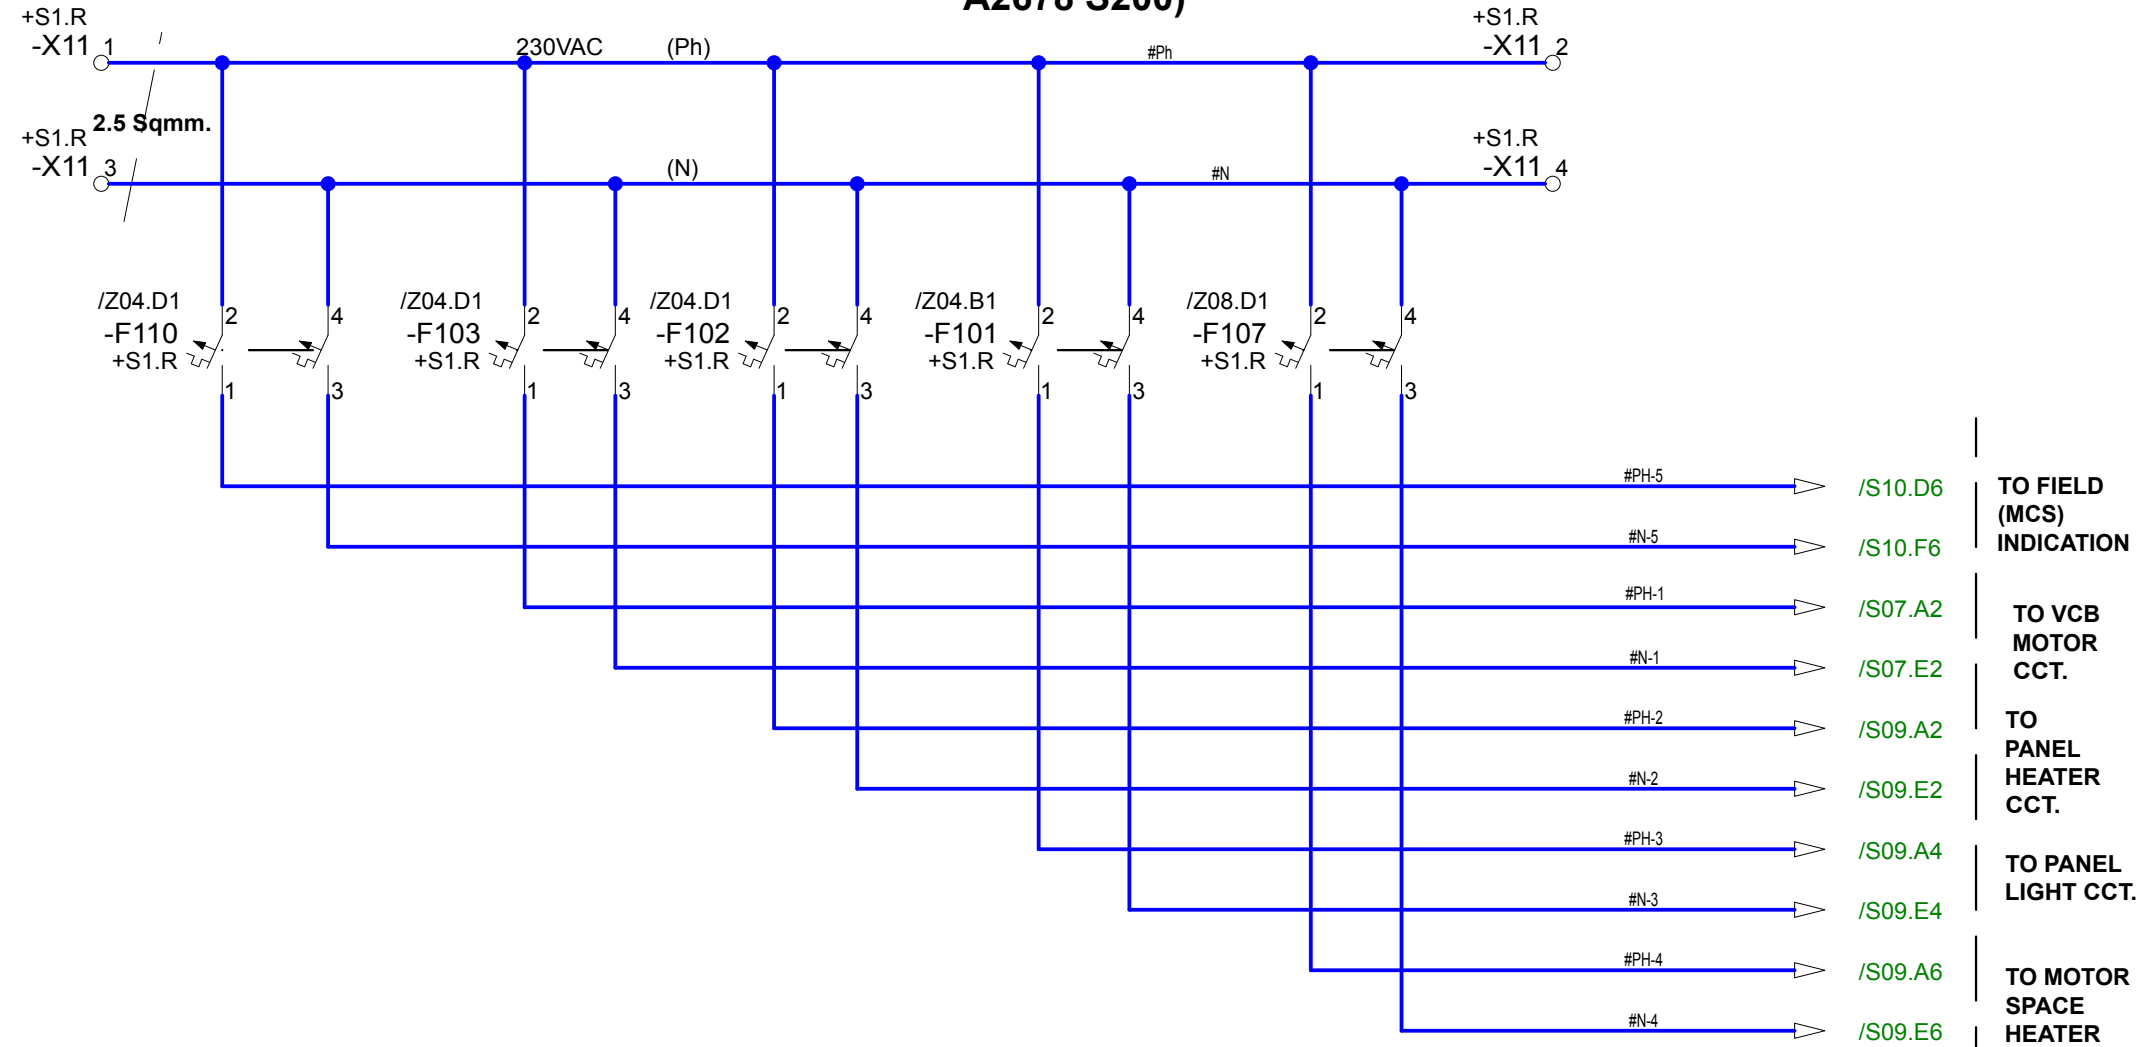 A2678 S200)
+S1.R
-X11 1
230VAC (Ph)
#Ph
+S1.R
-X11 2
2.5 Sqmm.
+S1.R
-X11 3
(N)
#N
+S1.R
-X11 4
/Z04.D1
-F110
+S1.R
2
4
1
3
/Z04.D1
-F103
+S1.R
2
4
1
3
/Z04.D1
-F102
+S1.R
2
4
1
3
/Z04.B1
-F101
+S1.R
2
4
1
3
/Z08.D1
-F107
+S1.R
2
4
1
3
#PH-5
/S10.D6
#N-5
/S10.F6
TO FIELD
(MCS)
INDICATION
#PH-1
/S07.A2
#N-1
/S07.E2
TO VCB
MOTOR
CCT.
#PH-2
/S09.A2
#N-2
/S09.E2
TO
PANEL
HEATER
CCT.
#PH-3
/S09.A4
#N-3
/S09.E4
TO PANEL
LIGHT CCT.
#PH-4
/S09.A6
#N-4
/S09.E6
TO MOTOR
SPACE
HEATER